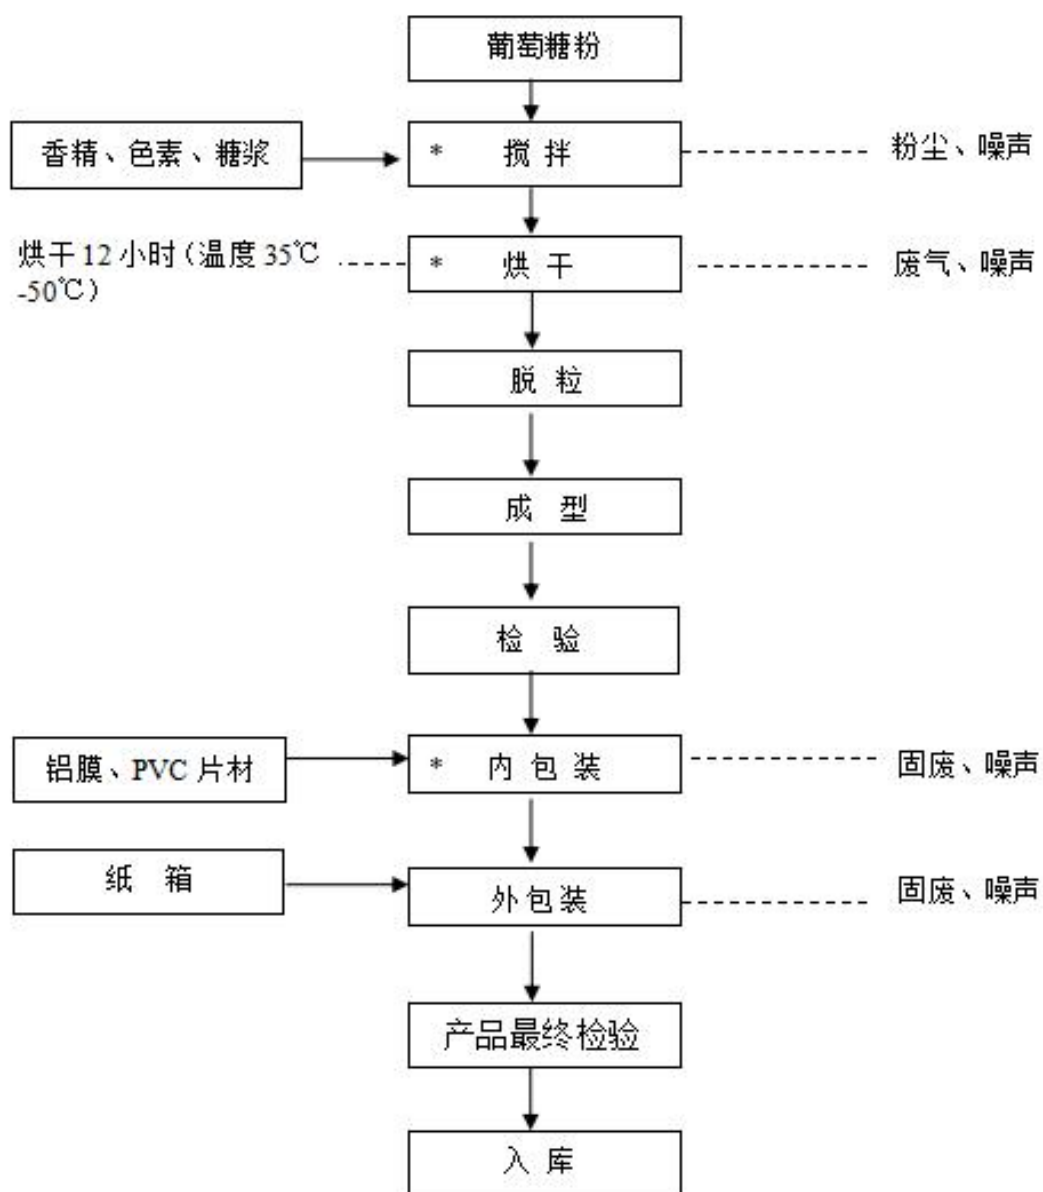 葡萄糖粉
香精、色素、糖浆
* 搅 拌
粉尘、噪声
烘干 12 小时（温度 35℃
-50℃）
* 烘 干
废气、噪声
脱 粒
成 型
检 验
铝膜、PVC 片材
* 内 包 装
固废、噪声
纸 箱
外 包 装
固废、噪声
产品最终检验
入 库